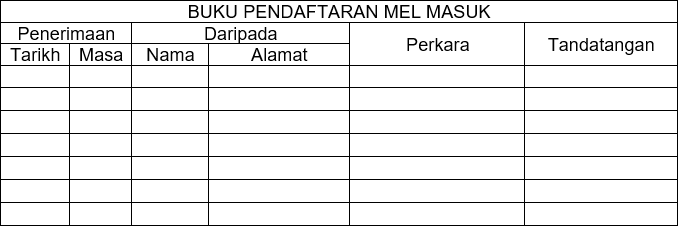 BUKU PENDAFTARAN MEL MASUK
Penerimaan Daripada Perkara Tandatangan
Tarikh Masa Nama Alamat